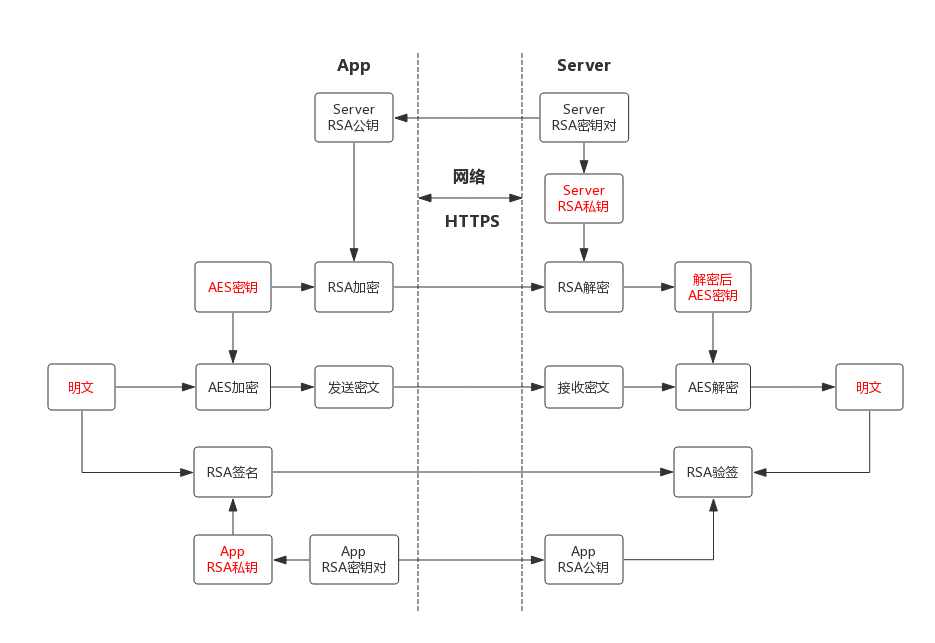 App
Server
Server
RSA公钥
Server
RSA密钥对
网络
Server
RSA私钥
HTTPS
AES密钥
RSA加密
RSA解密
解密后
AES密钥
明文
AES加密
发送密文
接收密文
AES解密
明文
RSA签名
RSA验签
App
RSA私钥
App
RSA密钥对
App
RSA公钥